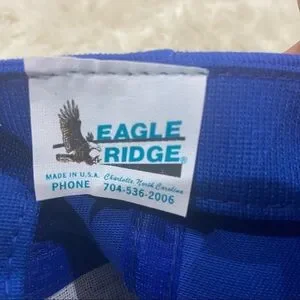 EAGLE
RIDGE®
MADE IN U.S.A. Charlotte, North Carolina
PHONE 704-536-2006